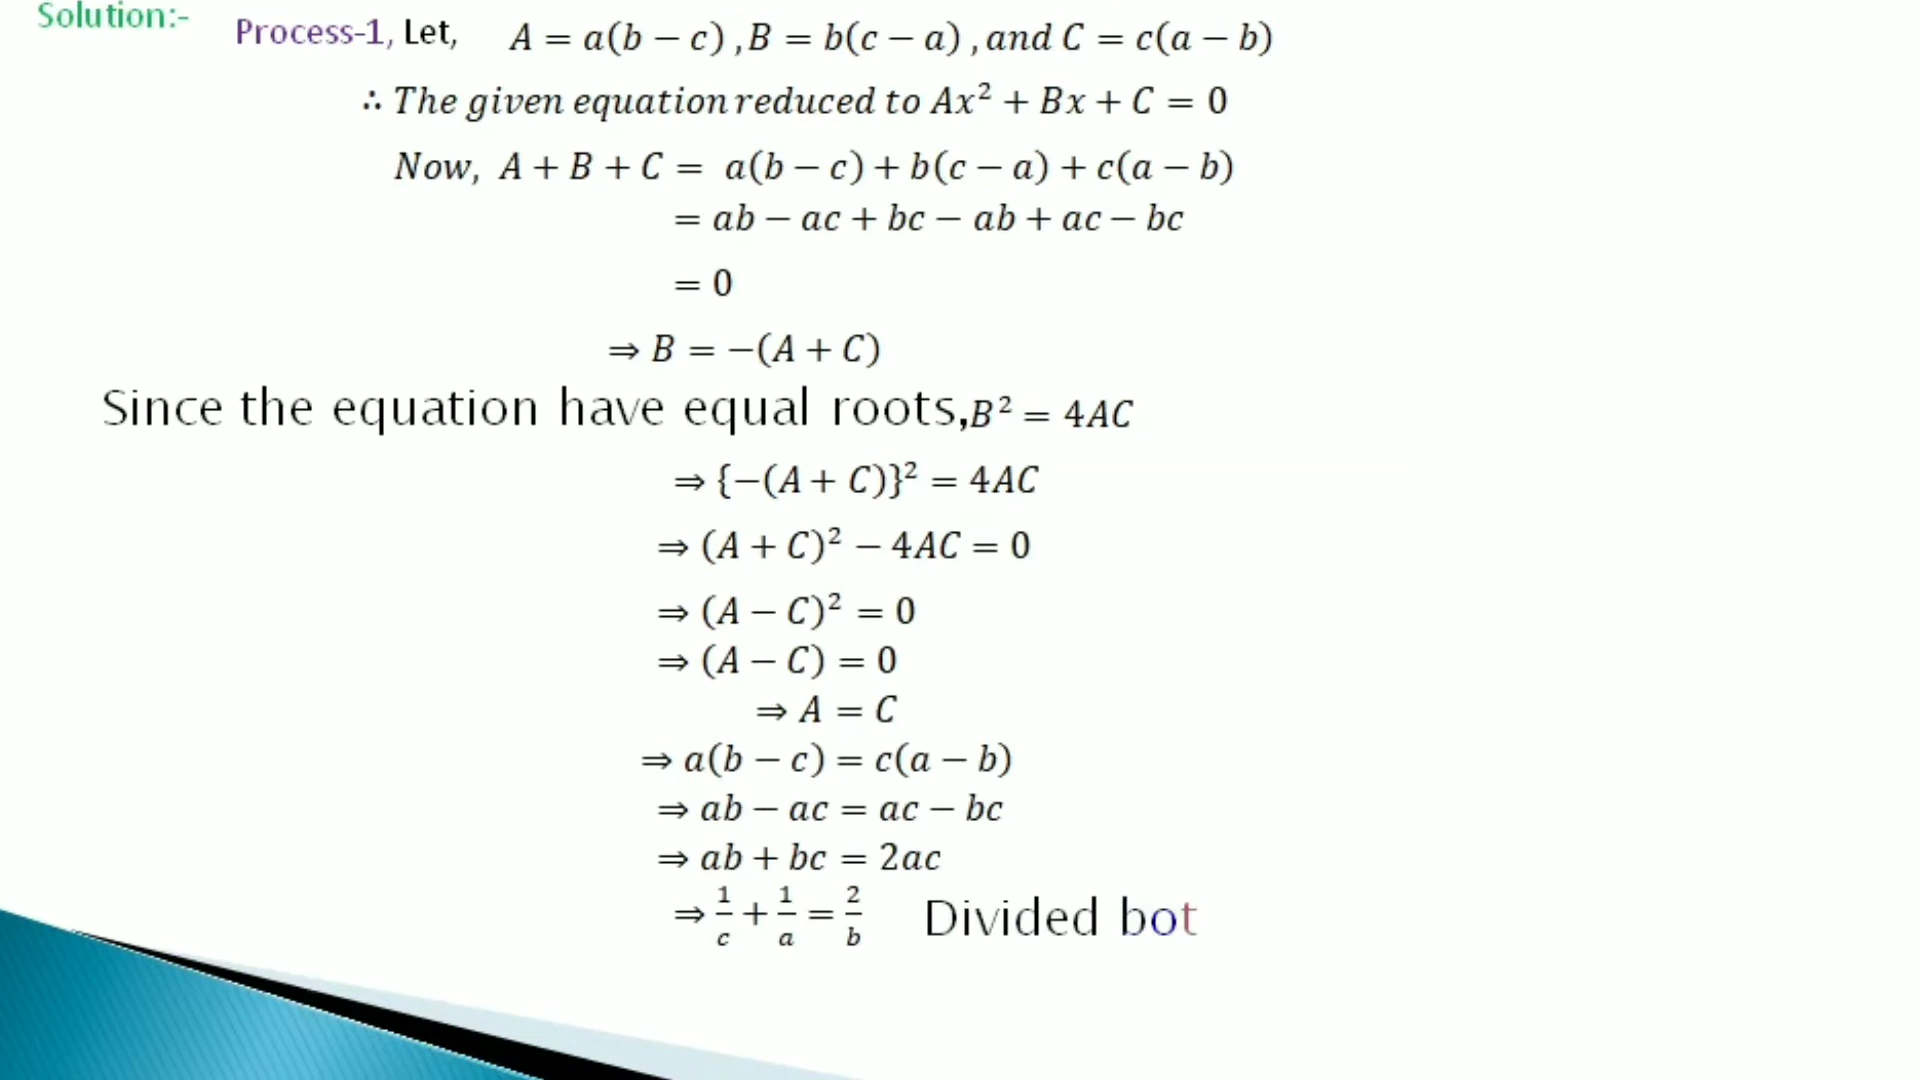 Solution:- Process-1, Let, A = a(b − c) , B = b(c − a) , and C = c(a − b)
∴ The given equation reduced to Ax² + Bx + C = 0
Now, A + B + C = a(b − c) + b(c − a) + c(a − b)
= ab − ac + bc − ab + ac − bc
= 0
⇒ B = −(A + C)
Since the equation have equal roots, B² = 4AC
⇒ {−(A + C)}² = 4AC
⇒ (A + C)² − 4AC = 0
⇒ (A − C)² = 0
⇒ (A − C) = 0
⇒ A = C
⇒ a(b − c) = c(a − b)
⇒ ab − ac = ac − bc
⇒ ab + bc = 2ac
⇒ 1/c + 1/a = 2/b Divided bot